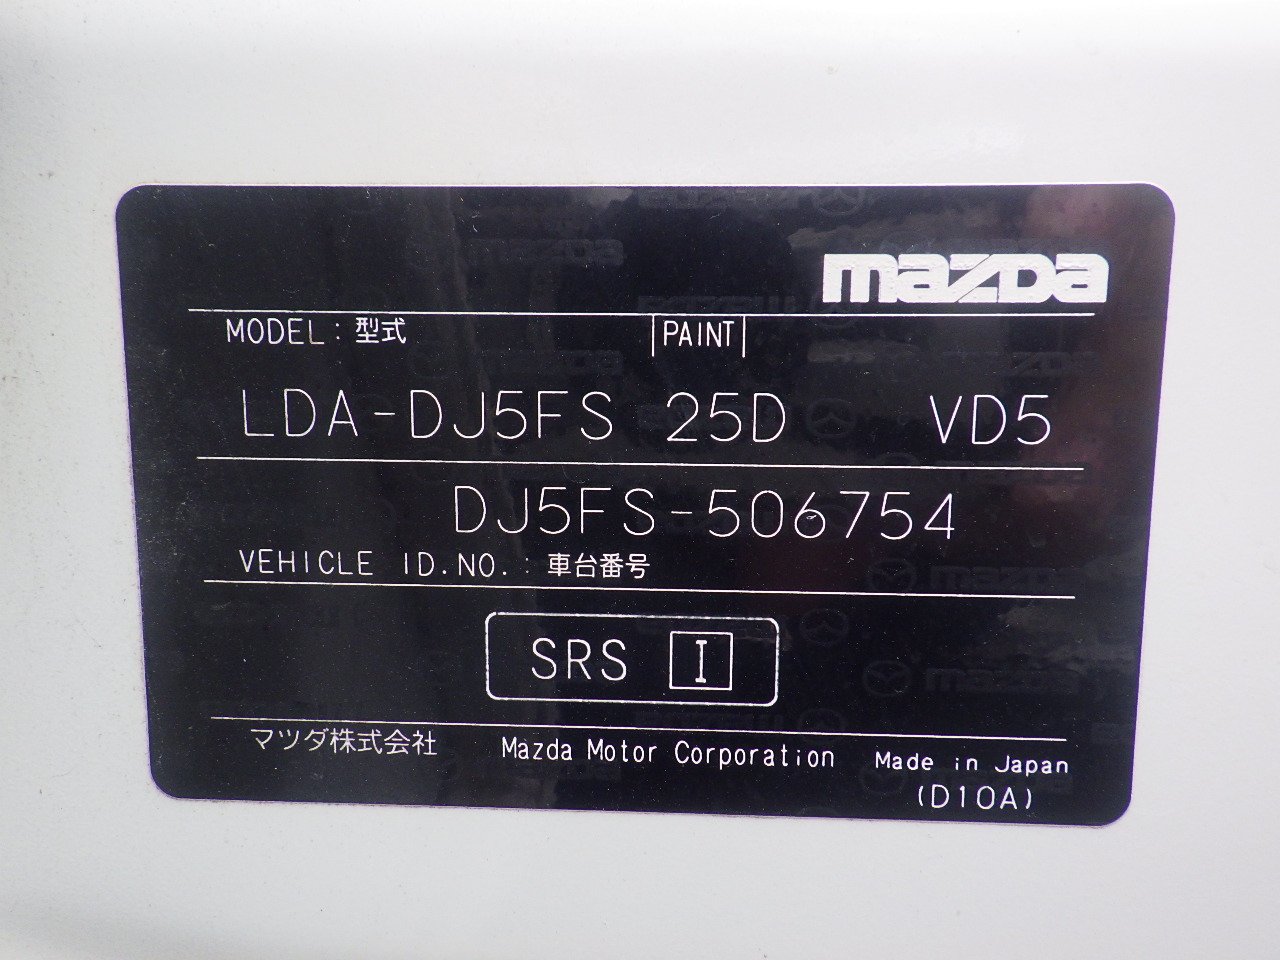 mazda
MODEL : 型式 PAINT
LDA-DJ5FS 25D VD5
DJ5FS-506754
VEHICLE ID.NO. : 車台番号
SRS I
マツダ株式会社 Mazda Motor Corporation Made in Japan
(D10A)